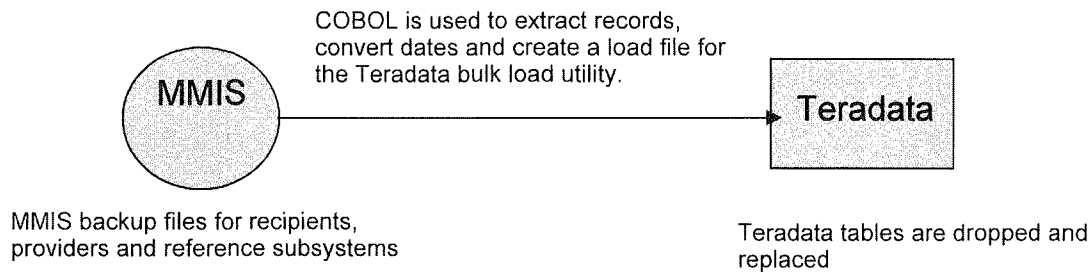 COBOL is used to extract records,
convert dates and create a load file for
the Teradata bulk load utility.
MMIS
Teradata
MMIS backup files for recipients,
providers and reference subsystems
Teradata tables are dropped and
replaced